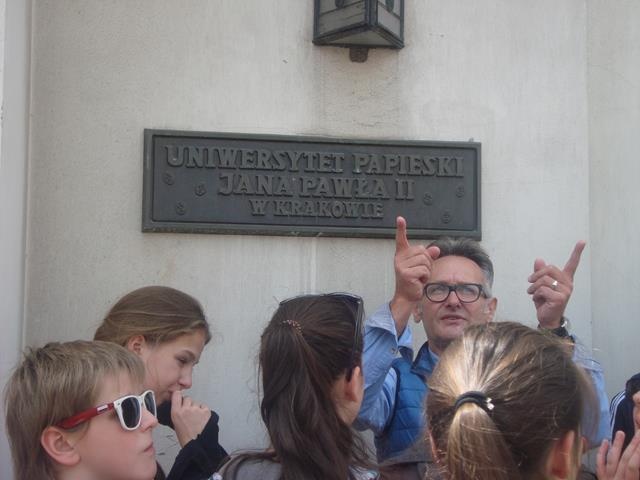 UNIWERSYTET PAPIESKI
JANA PAWŁA II
W KRAKOWIE